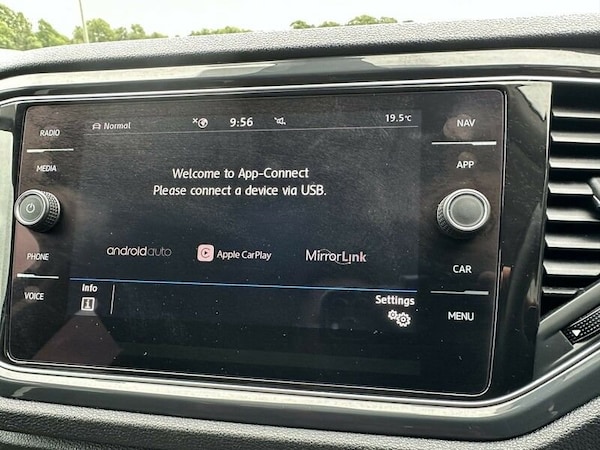 RADIO
MEDIA
PHONE
VOICE
Normal
9:56
19.5°C
Welcome to App-Connect
Please connect a device via USB.
androidauto
Apple CarPlay
MirrorLink
Info
Settings
NAV
APP
CAR
MENU